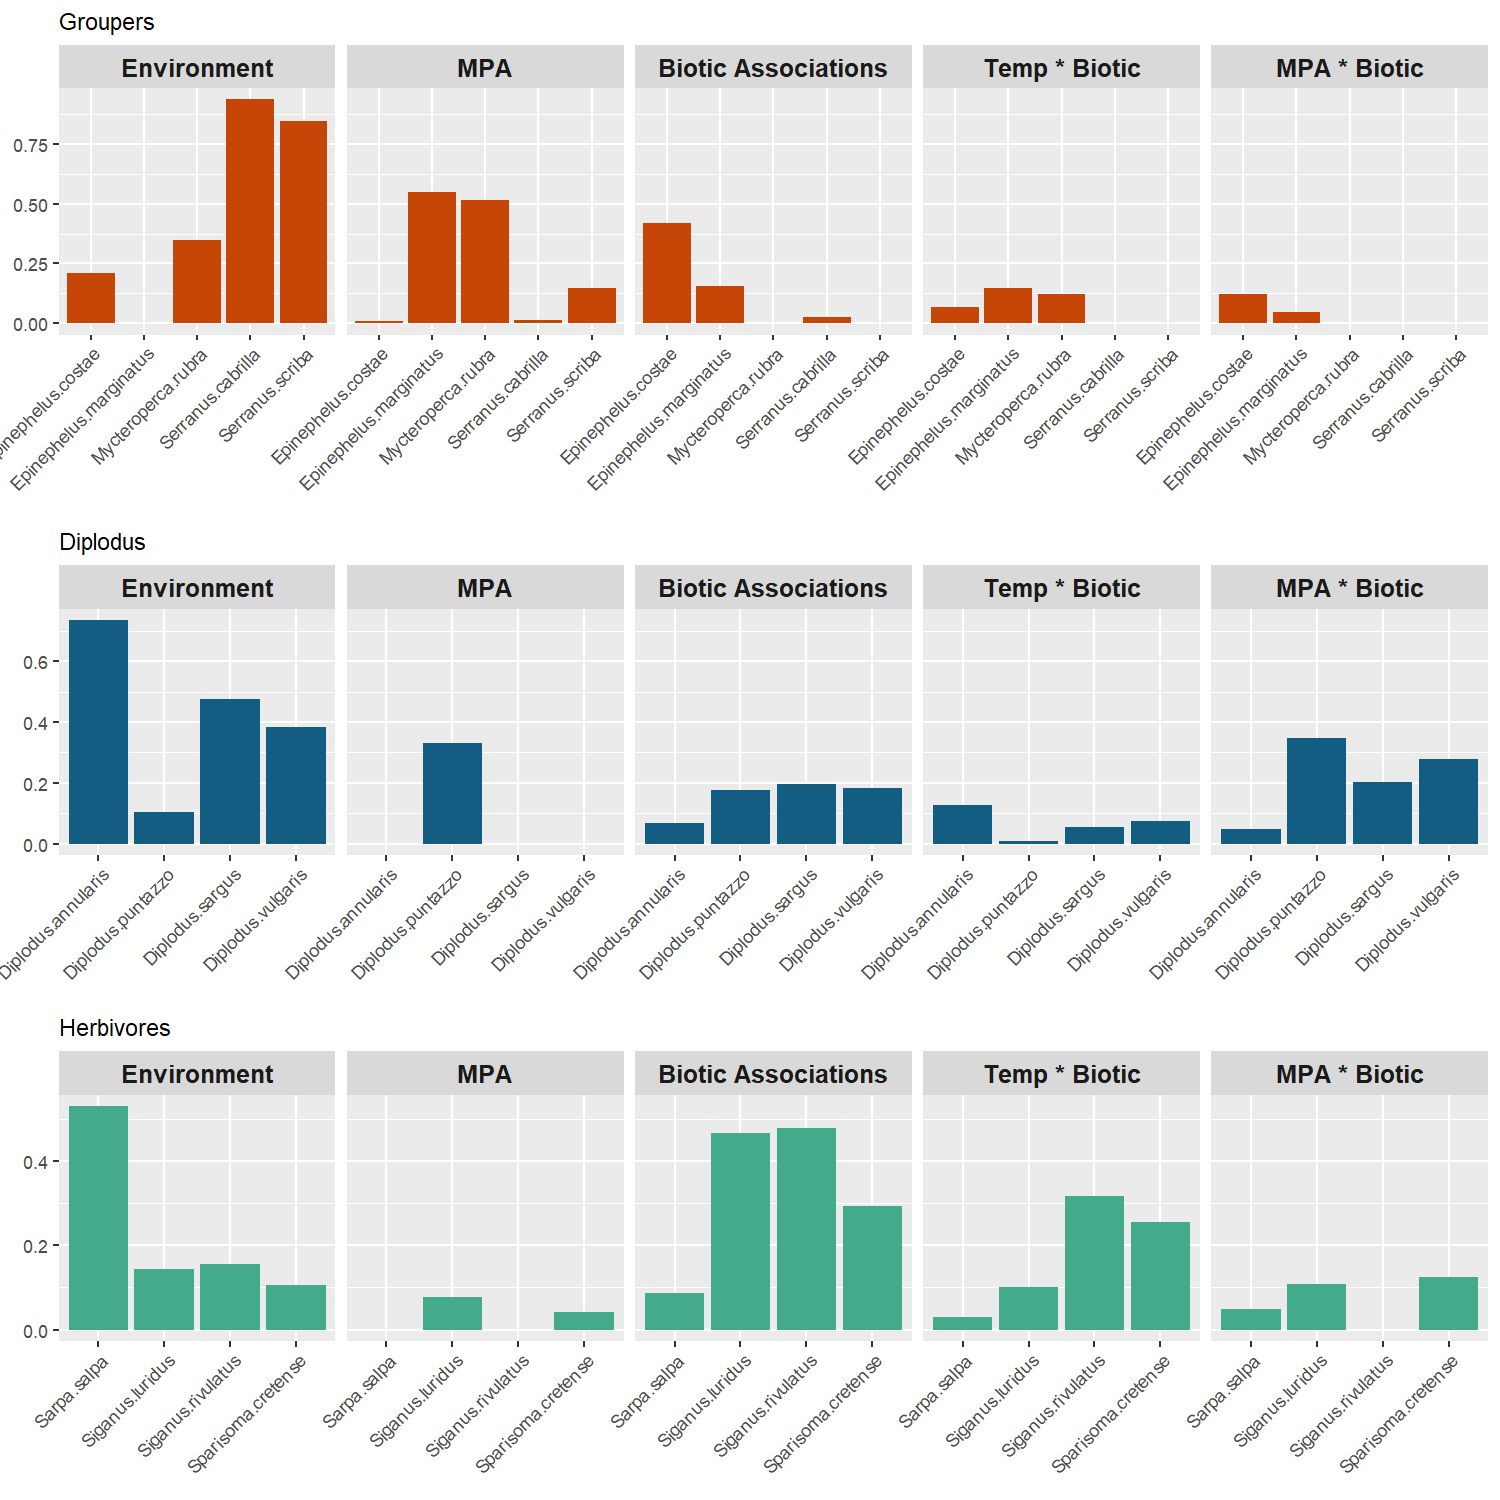 Groupers
Environment MPA Biotic Associations Temp * Biotic MPA * Biotic
0.75
0.50
0.25
0.00
Epinephelus.marginatus Mycteroperca.rubra Serranus.cabrilla Serranus.scriba Epinephelus.costae Epinephelus.marginatus Mycteroperca.rubra Serranus.cabrilla Serranus.scriba Epinephelus.costae Epinephelus.marginatus Mycteroperca.rubra Serranus.cabrilla Serranus.scriba Epinephelus.costae Epinephelus.marginatus Mycteroperca.rubra Serranus.cabrilla Serranus.scriba Epinephelus.costae Epinephelus.marginatus Mycteroperca.rubra Serranus.cabrilla Serranus.scriba
Diplodus
Environment MPA Biotic Associations Temp * Biotic MPA * Biotic
0.6
0.4
0.2
0.0
Diplodus.annularis Diplodus.puntazzo Diplodus.sargus Diplodus.vulgaris Diplodus.annularis Diplodus.puntazzo Diplodus.sargus Diplodus.vulgaris Diplodus.annularis Diplodus.puntazzo Diplodus.sargus Diplodus.vulgaris Diplodus.annularis Diplodus.puntazzo Diplodus.sargus Diplodus.vulgaris Diplodus.annularis Diplodus.puntazzo Diplodus.sargus Diplodus.vulgaris
Herbivores
Environment MPA Biotic Associations Temp * Biotic MPA * Biotic
0.4
0.2
0.0
Sarpa.salpa Siganus.luridus Siganus.rivulatus Sparisoma.cretense Sarpa.salpa Siganus.luridus Siganus.rivulatus Sparisoma.cretense Sarpa.salpa Siganus.luridus Siganus.rivulatus Sparisoma.cretense Sarpa.salpa Siganus.luridus Siganus.rivulatus Sparisoma.cretense Sarpa.salpa Siganus.luridus Siganus.rivulatus Sparisoma.cretense